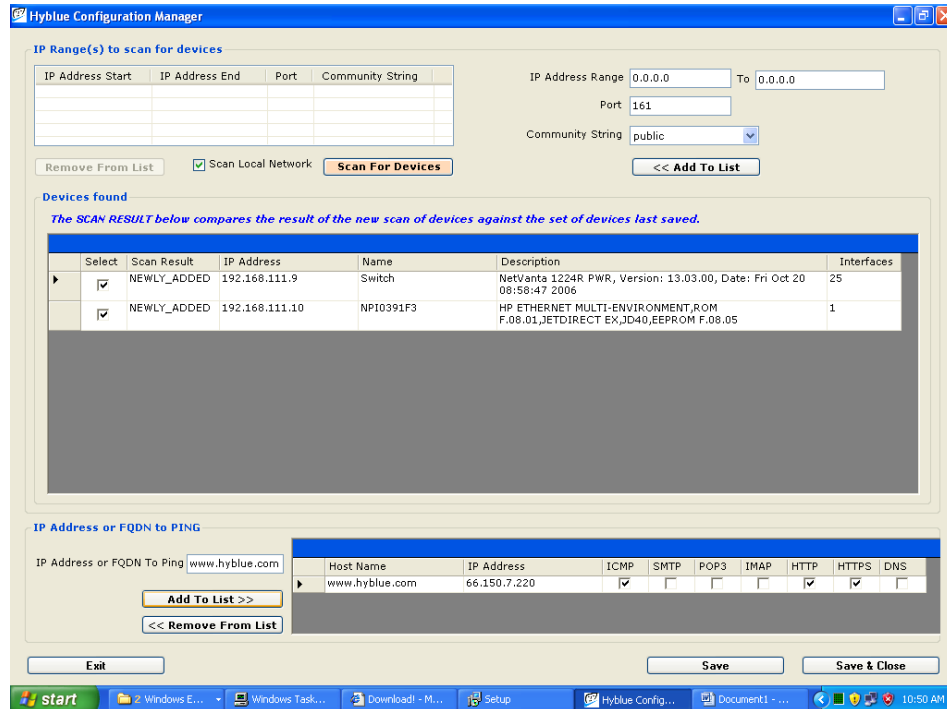 Hyblue Configuration Manager
IP Range(s) to scan for devices
IP Address Start IP Address End Port Community String
IP Address Range 0.0.0.0 To 0.0.0.0
Port 161
Community String public
Remove From List Scan Local Network Scan For Devices << Add To List
Devices found
The SCAN RESULT below compares the result of the new scan of devices against the set of devices last saved.
Select Scan Result IP Address Name Description Interfaces
NEWLY_ADDED 192.168.111.9 Switch NetVanta 1224R PWR, Version: 13.03.00, Date: Fri Oct 20 25
08:58:47 2006
NEWLY_ADDED 192.168.111.10 NPI0391F3 HP ETHERNET MULTI-ENVIRONMENT,ROM 1
F.08.01,JETDIRECT EX,JD40,EEPROM F.08.05
IP Address or FQDN to PING
IP Address or FQDN To Ping www.hyblue.com
Host Name IP Address ICMP SMTP POP3 IMAP HTTP HTTPS DNS
www.hyblue.com 66.150.7.220
Add To List >>
<< Remove From List
Exit Save Save & Close
start 2 Windows E... Windows Task... Download! - M... Setup Hyblue Config... Document1 - ... 10:50 AM